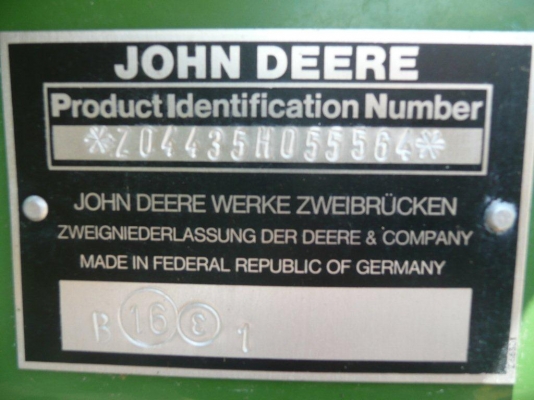 JOHN DEERE
Product Identification Number
*Z04435H055564*
JOHN DEERE WERKE ZWEIBRÜCKEN
ZWEIGNIEDERLASSUNG DER DEERE & COMPANY
MADE IN FEDERAL REPUBLIC OF GERMANY
R 16 E 1